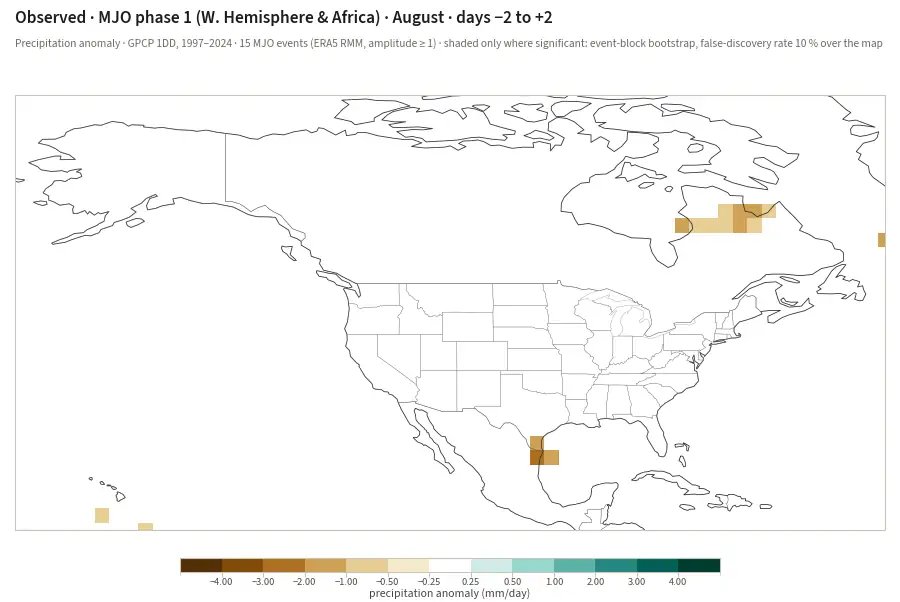 Observed · MJO phase 1 (W. Hemisphere & Africa) · August · days −2 to +2
Precipitation anomaly · GPCP 1DD, 1997–2024 · 15 MJO events (ERA5 RMM, amplitude ≥ 1) · shaded only where significant: event-block bootstrap, false-discovery rate 10 % over the map
−4.00 −3.00 −2.00 −1.00 −0.50 −0.25 0.25 0.50 1.00 2.00 3.00 4.00
precipitation anomaly (mm/day)